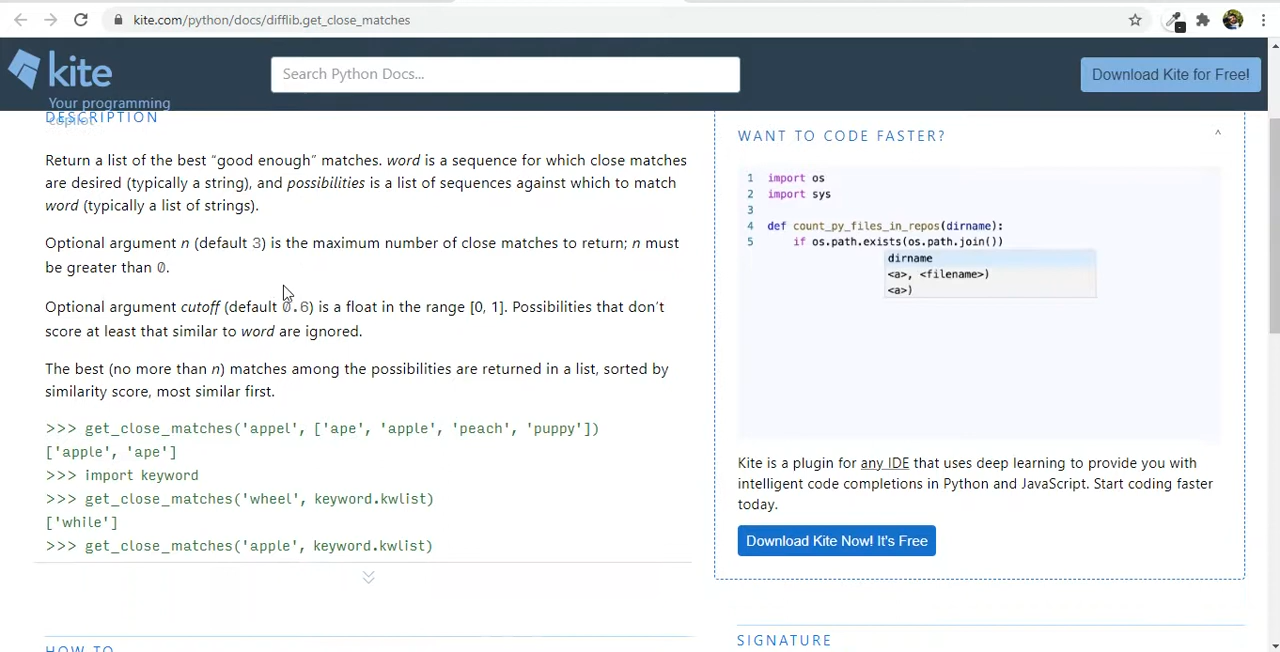 kite.com/python/docs/difflib.get_close_matches
kite
Your programming
copilot
Search Python Docs...
Download Kite for Free!
DESCRIPTION
Return a list of the best “good enough” matches. word is a sequence for which close matches
are desired (typically a string), and possibilities is a list of sequences against which to match
word (typically a list of strings).
Optional argument n (default 3) is the maximum number of close matches to return; n must
be greater than 0.
Optional argument cutoff (default 0.6) is a float in the range [0, 1]. Possibilities that don’t
score at least that similar to word are ignored.
The best (no more than n) matches among the possibilities are returned in a list, sorted by
similarity score, most similar first.
>>> get_close_matches('appel', ['ape', 'apple', 'peach', 'puppy'])
['apple', 'ape']
>>> import keyword
>>> get_close_matches('wheel', keyword.kwlist)
['while']
>>> get_close_matches('apple', keyword.kwlist)
HOW TO
WANT TO CODE FASTER?
1 import os
2 import sys
3
4 def count_py_files_in_repos(dirname):
5 if os.path.exists(os.path.join())
dirname
<a>, <filename>)
<a>)
Kite is a plugin for any IDE that uses deep learning to provide you with
intelligent code completions in Python and JavaScript. Start coding faster
today.
Download Kite Now! It's Free
SIGNATURE